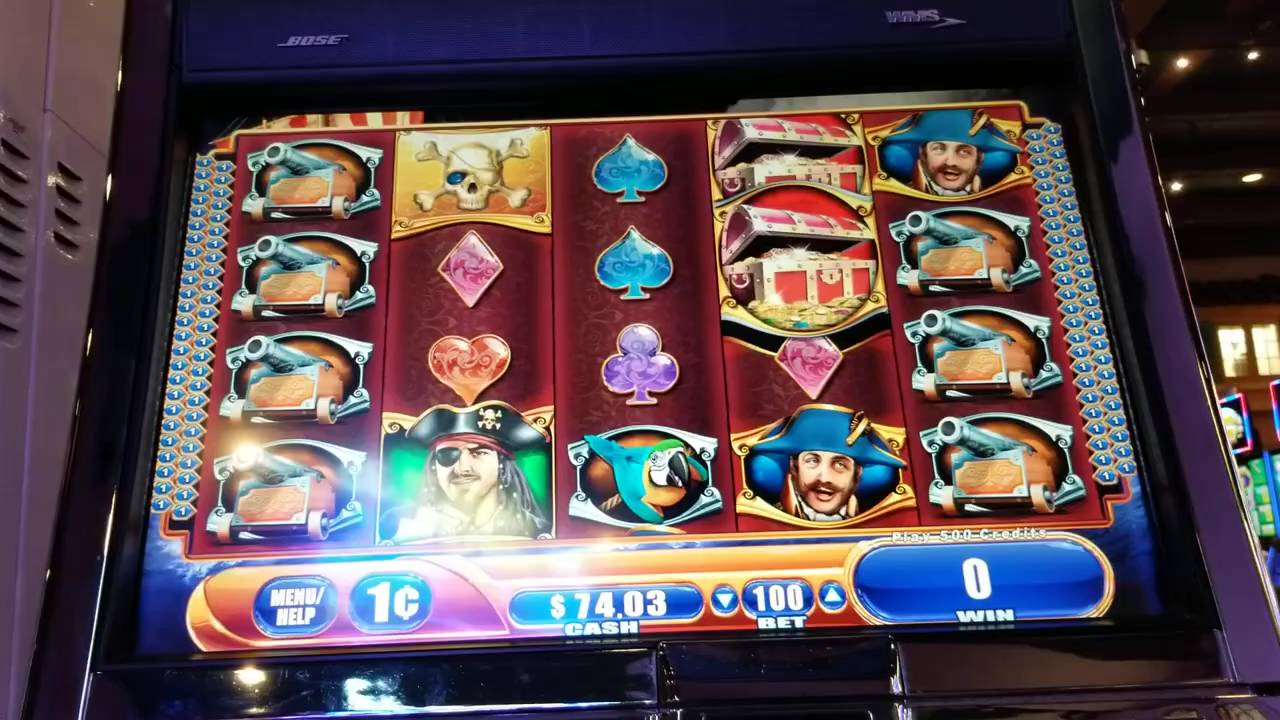 BOSE
WMS
Play 500 Credits
MENU/
HELP
1¢
$ 74.03
CASH
100
BET
0
WIN